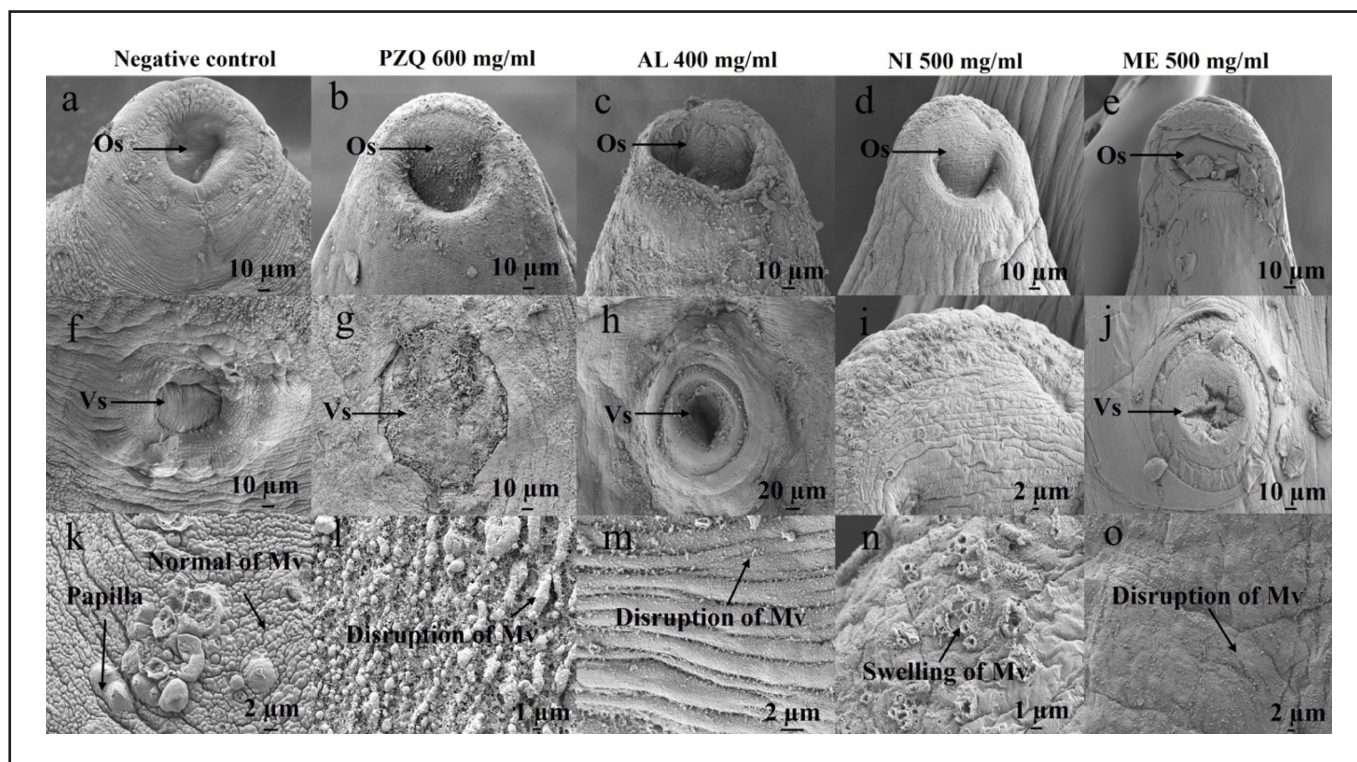 Negative control
PZQ 600 mg/ml
AL 400 mg/ml
NI 500 mg/ml
ME 500 mg/ml
a
Os
10 µm
b
Os
10 µm
c
Os
10 µm
d
Os
10 µm
e
Os
10 µm
f
Vs
10 µm
g
Vs
10 µm
h
Vs
20 µm
i
2 µm
j
Vs
10 µm
k
Normal of Mv
Papilla
2 µm
l
Disruption of Mv
1 µm
m
Disruption of Mv
2 µm
n
Swelling of Mv
1 µm
o
Disruption of Mv
2 µm